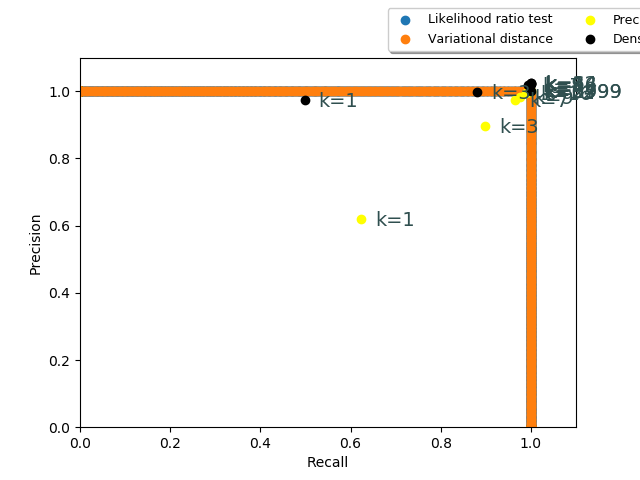 Likelihood ratio test
Variational distance
Prec
Dens
k=1
k=3
k=7
k=3
k=1
0.0
0.2
0.4
0.6
0.8
1.0
Precision
0.0
0.2
0.4
0.6
0.8
1.0
Recall